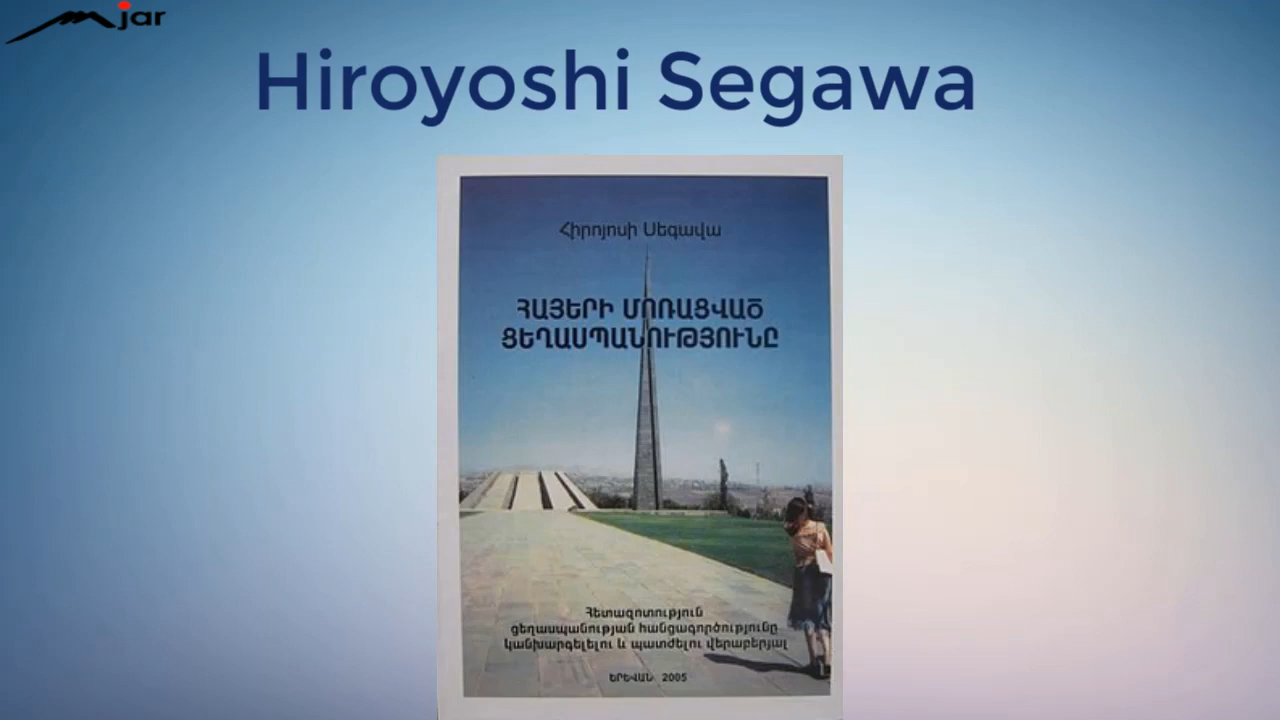 jar
Hiroyoshi Segawa
Հիրոյոսի Սեգավա
ՀԱՅԵՐԻ ՄՈՌԱՑՎԱԾ
ՑԵՂԱՍՊԱՆՈՒԹՅՈՒՆԸ
Հետազոտություն
ցեղասպանության հանցագործությունը
կանխարգելելու և պատժելու վերաբերյալ
ԵՐԵՎԱՆ 2005